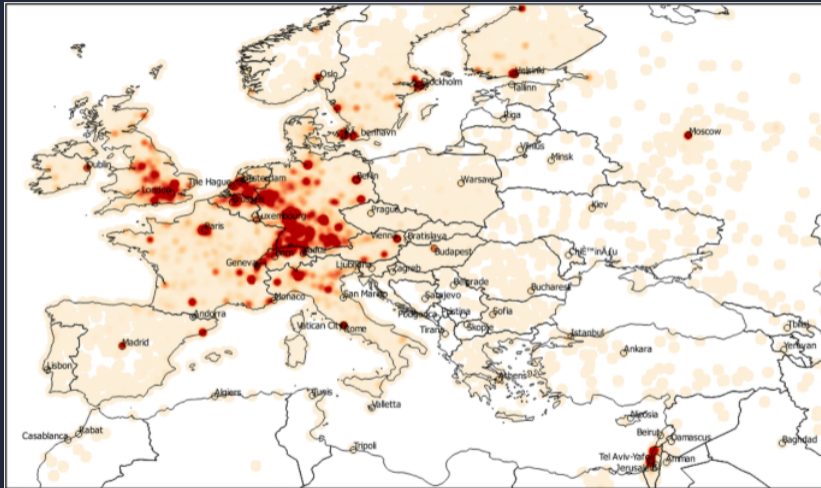 Oslo
Stockholm
Helsinki
Tallinn
Riga
Moscow
benhavn
Vilnius
Minsk
Dublin
The Hague
Amsterdam
Berlin
Warsaw
London
Kiev
Luxembourg
Prague
Paris
Vienna
Bratislava
Budapest
Geneva
Ljubljana
Zagreb
Belgrade
Bucharest
Monaco
San Marino
Sarajevo
Andorra
Podgorica
Pristina
Sofia
Vatican City
Rome
Skopje
Tirana
Istanbul
Tbilisi
Madrid
Yerevan
Ankara
Lisbon
Athens
Algiers
Tunis
Valletta
Nicosia
Casablanca
Rabat
Beirut
Damascus
Baghdad
Tripoli
Tel Aviv-Yafo
Amman
Jerusalem